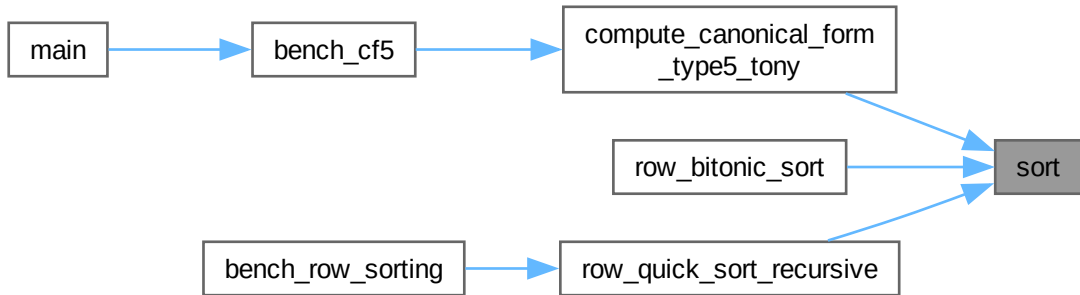 main
bench_cf5
compute_canonical_form
_type5_tony
row_bitonic_sort
sort
bench_row_sorting
row_quick_sort_recursive